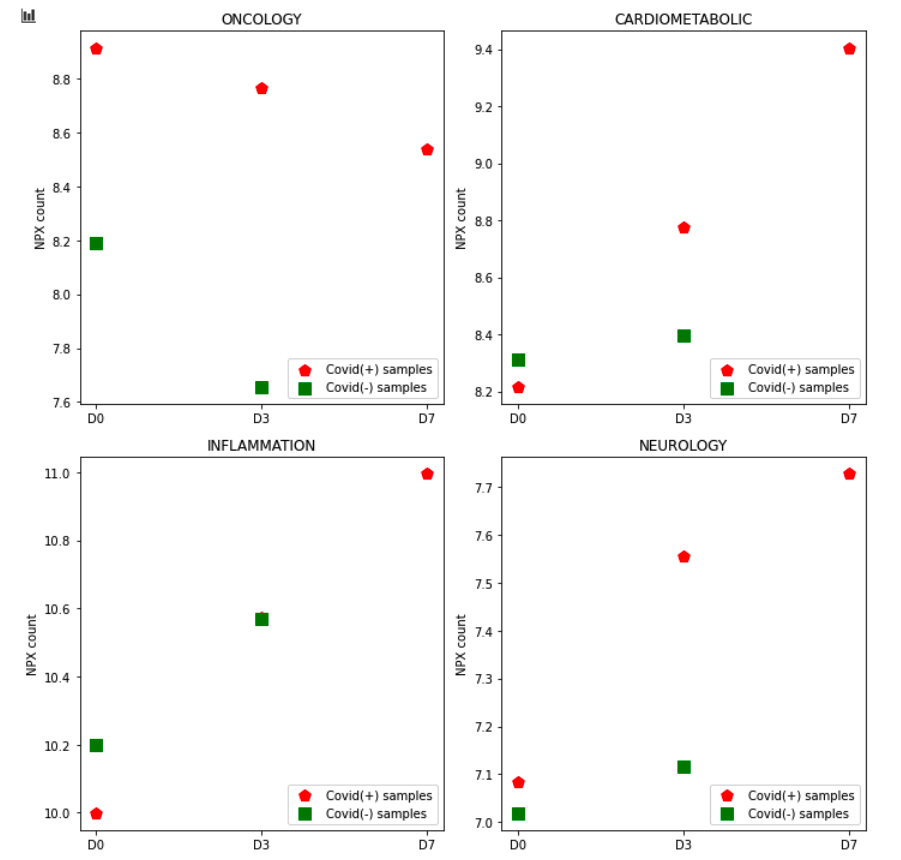 ONCOLOGY
NPX count
8.8
8.6
8.4
8.2
8.0
7.8
7.6
D0
D3
D7
Covid(+) samples
Covid(-) samples
CARDIOMETABOLIC
NPX count
9.4
9.2
9.0
8.8
8.6
8.4
8.2
D0
D3
D7
Covid(+) samples
Covid(-) samples
INFLAMMATION
NPX count
11.0
10.8
10.6
10.4
10.2
10.0
D0
D3
D7
Covid(+) samples
Covid(-) samples
NEUROLOGY
NPX count
7.7
7.6
7.5
7.4
7.3
7.2
7.1
7.0
D0
D3
D7
Covid(+) samples
Covid(-) samples